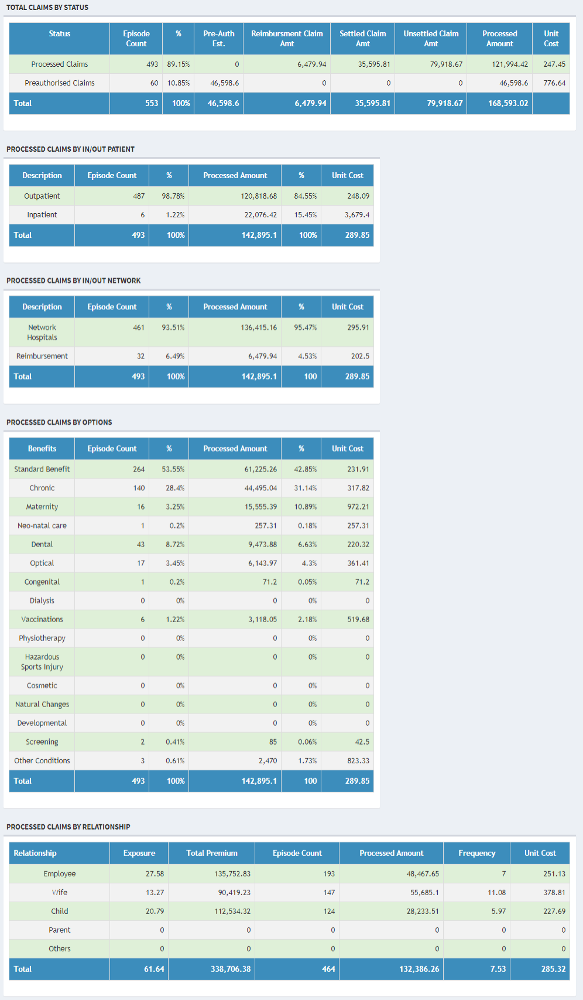 TOTAL CLAIMS BY STATUS
Status Episode Count % Pre-Auth Est. Reimbursment Claim Amt Settled Claim Amt Unsettled Claim Amt Processed Amount Unit Cost
Processed Claims 493 89.15% 0 6,479.94 35,595.81 79,918.67 121,994.42 247.45
Preauthorised Claims 60 10.85% 46,598.6 0 0 0 46,598.6 776.64
Total 553 100% 46,598.6 6,479.94 35,595.81 79,918.67 168,593.02
PROCESSED CLAIMS BY IN/OUT PATIENT
Description Episode Count % Processed Amount % Unit Cost
Outpatient 487 98.78% 120,818.68 84.55% 248.09
Inpatient 6 1.22% 22,076.42 15.45% 3,679.4
Total 493 100% 142,895.1 100% 289.85
PROCESSED CLAIMS BY IN/OUT NETWORK
Description Episode Count % Processed Amount % Unit Cost
Network Hospitals 461 93.51% 136,415.16 95.47% 295.91
Reimbursement 32 6.49% 6,479.94 4.53% 202.5
Total 493 100% 142,895.1 100 289.85
PROCESSED CLAIMS BY OPTIONS
Benefits Episode Count % Processed Amount % Unit Cost
Standard Benefit 264 53.55% 61,225.26 42.85% 231.91
Chronic 140 28.4% 44,495.04 31.14% 317.82
Maternity 16 3.25% 15,555.39 10.89% 972.21
Neo-natal care 1 0.2% 257.31 0.18% 257.31
Dental 43 8.72% 9,473.88 6.63% 220.32
Optical 17 3.45% 6,143.97 4.3% 361.41
Congenital 1 0.2% 71.2 0.05% 71.2
Dialysis 0 0% 0 0% 0
Vaccinations 6 1.22% 3,118.05 2.18% 519.68
Physiotherapy 0 0% 0 0% 0
Hazardous Sports Injury 0 0% 0 0% 0
Cosmetic 0 0% 0 0% 0
Natural Changes 0 0% 0 0% 0
Developmental 0 0% 0 0% 0
Screening 2 0.41% 85 0.06% 42.5
Other Conditions 3 0.61% 2,470 1.73% 823.33
Total 493 100% 142,895.1 100 289.85
PROCESSED CLAIMS BY RELATIONSHIP
Relationship Exposure Total Premium Episode Count Processed Amount Frequency Unit Cost
Employee 27.58 135,752.83 193 48,467.65 7 251.13
Wife 13.27 90,419.23 147 55,685.1 11.08 378.81
Child 20.79 112,534.32 124 28,233.51 5.97 227.69
Parent 0 0 0 0 0 0
Others 0 0 0 0 0 0
Total 61.64 338,706.38 464 132,386.26 7.53 285.32